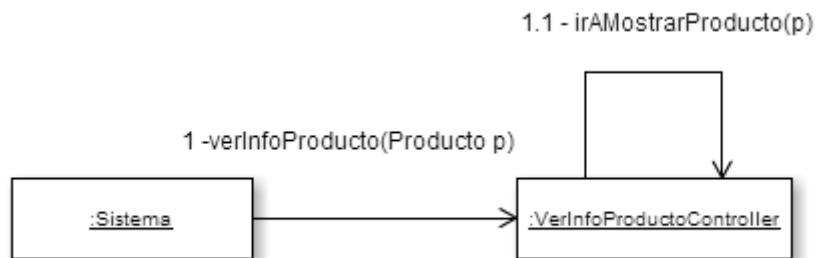 1.1 - irAMostrarProducto(p)
1 -verInfoProducto(Producto p)
:Sistema
:VerInfoProductoController